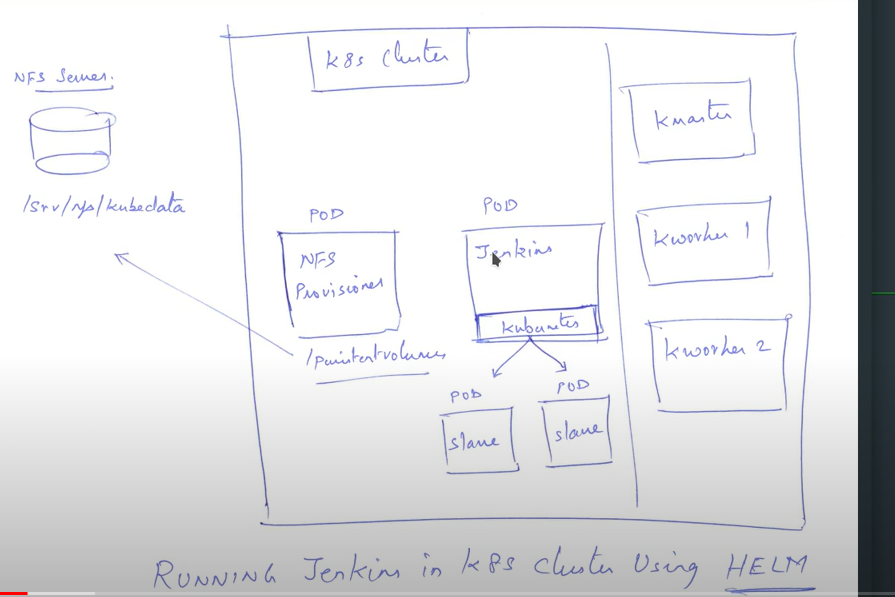 K8s Cluster
NFS Server.
/srv/nfs/kubedata
POD
NFS
Provisioner
POD
Jenkins
kubernetes
POD
slave
POD
slave
kmaster
kworker 1
kworker 2
RUNNING Jenkins in K8s cluster Using HELM